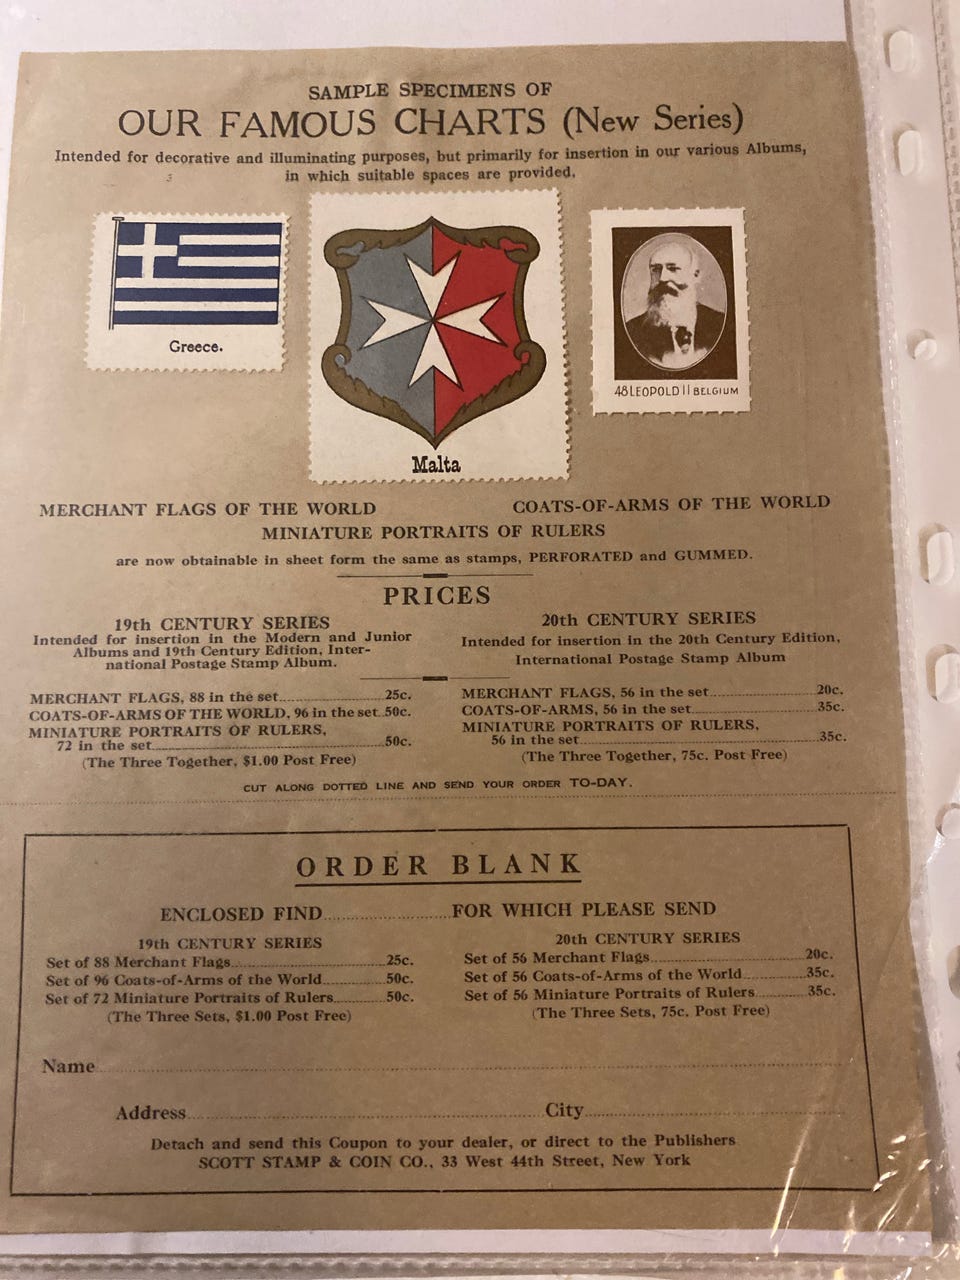 SAMPLE SPECIMENS OF
OUR FAMOUS CHARTS (New Series)
Intended for decorative and illuminating purposes, but primarily for insertion in our various Albums,
in which suitable spaces are provided.
Greece.
Malta
48 LEOPOLD II BELGIUM
MERCHANT FLAGS OF THE WORLD
COATS-OF-ARMS OF THE WORLD
MINIATURE PORTRAITS OF RULERS
are now obtainable in sheet form the same as stamps, PERFORATED and GUMMED.
PRICES
19th CENTURY SERIES
Intended for insertion in the Modern and Junior
Albums and 19th Century Edition, Inter-
national Postage Stamp Album.
MERCHANT FLAGS, 88 in the set 25c.
COATS-OF-ARMS OF THE WORLD, 96 in the set 50c.
MINIATURE PORTRAITS OF RULERS,
72 in the set 50c.
(The Three Together, $1.00 Post Free)
20th CENTURY SERIES
Intended for insertion in the 20th Century Edition,
International Postage Stamp Album
MERCHANT FLAGS, 56 in the set 20c.
COATS-OF-ARMS, 56 in the set 35c.
MINIATURE PORTRAITS OF RULERS,
56 in the set 35c.
(The Three Together, 75c. Post Free)
CUT ALONG DOTTED LINE AND SEND YOUR ORDER TO-DAY.
ORDER BLANK
ENCLOSED FIND FOR WHICH PLEASE SEND
19th CENTURY SERIES
Set of 88 Merchant Flags 25c.
Set of 96 Coats-of-Arms of the World 50c.
Set of 72 Miniature Portraits of Rulers 50c.
(The Three Sets, $1.00 Post Free)
20th CENTURY SERIES
Set of 56 Merchant Flags 20c.
Set of 56 Coats-of-Arms of the World 35c.
Set of 56 Miniature Portraits of Rulers 35c.
(The Three Sets, 75c. Post Free)
Name
Address City
Detach and send this Coupon to your dealer, or direct to the Publishers
SCOTT STAMP & COIN CO., 33 West 44th Street, New York